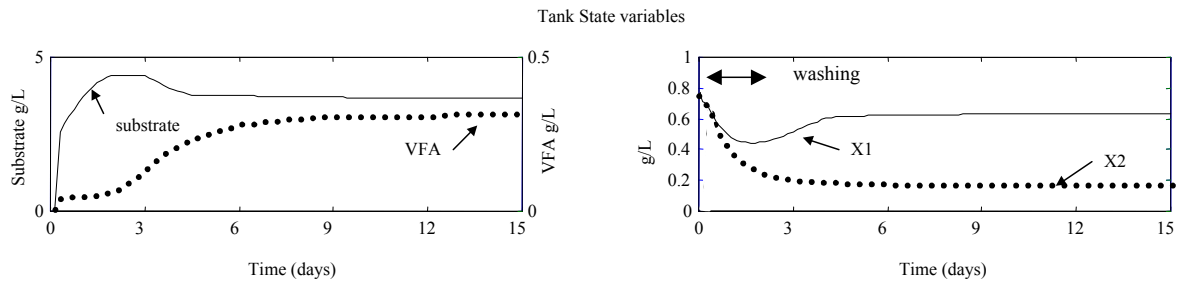 Tank State variables
5
0
Substrate g/L
substrate
VFA
0.5
0
VFA g/L
0 3 6 9 12 15
Time (days)
1
0.8
0.6
0.4
0.2
0
g/L
washing
X1
X2
0 3 6 9 12 15
Time (days)